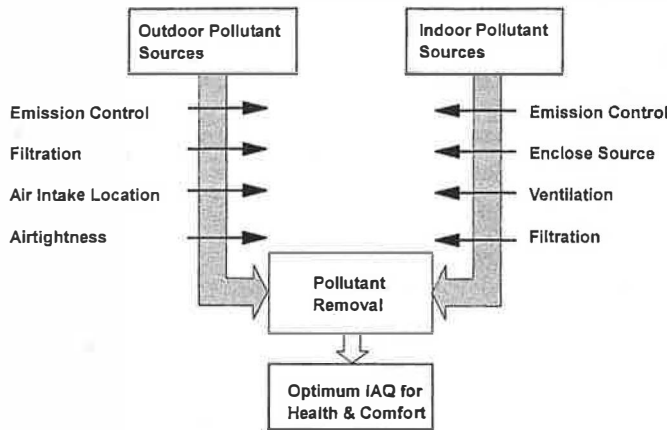 Outdoor Pollutant
Sources
Indoor Pollutant
Sources
Emission Control
Filtration
Air Intake Location
Airtightness
Emission Control
Enclose Source
Ventilation
Filtration
Pollutant
Removal
Optimum IAQ for
Health & Comfort